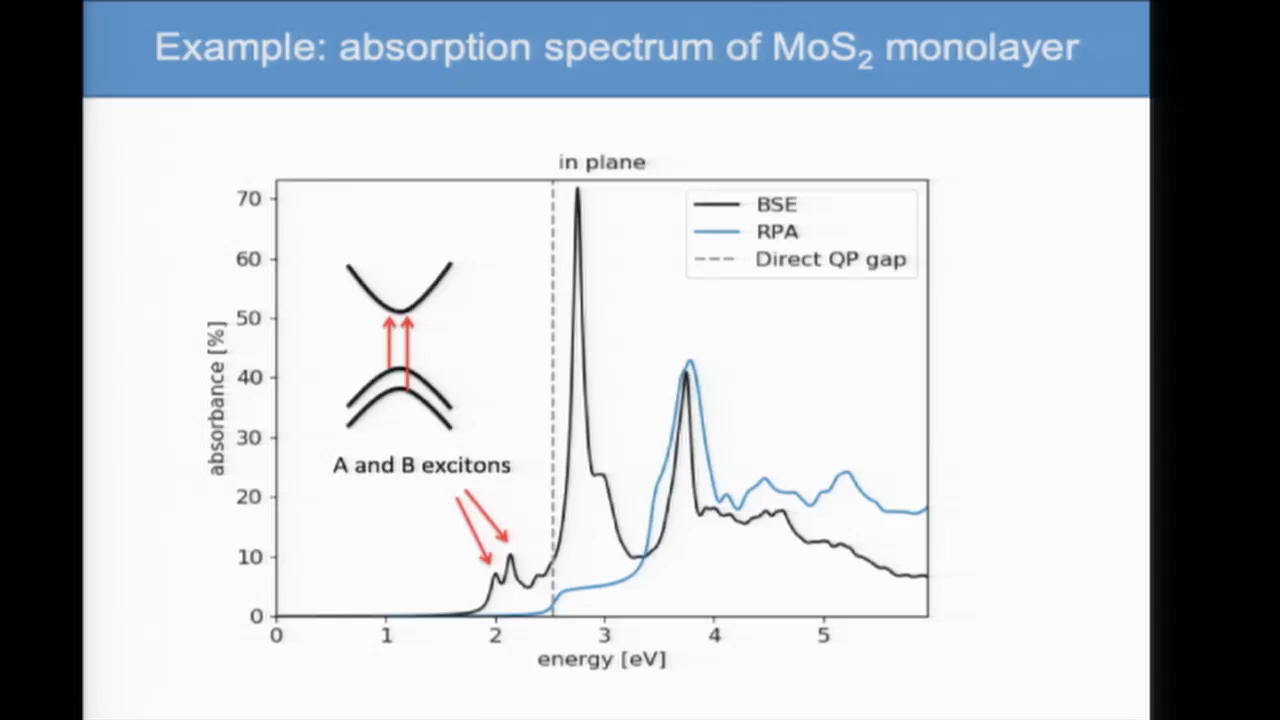 Example: absorption spectrum of MoS₂ monolayer
in plane
70
60
50
40
30
20
10
0
absorbance [%]
BSE
RPA
Direct QP gap
A and B excitons
0 1 2 3 4 5
energy [eV]